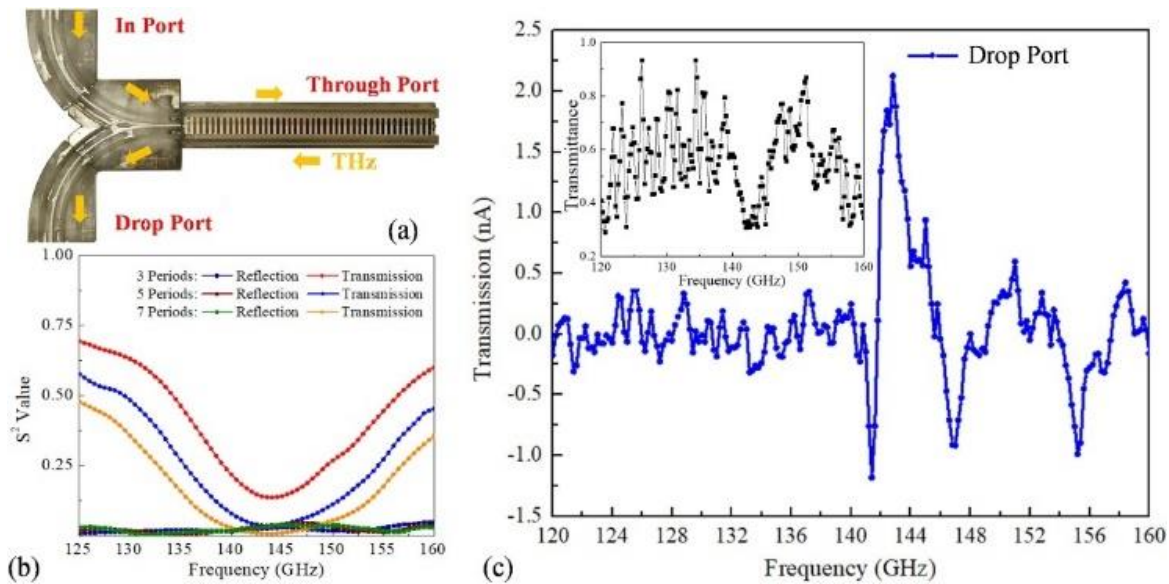 In Port
Through Port
THz
Drop Port
(a)
1.00
0.75
0.50
0.25
S² Value
3 Periods: Reflection Transmission
5 Periods: Reflection Transmission
7 Periods: Reflection Transmission
125 130 135 140 145 150 155 160
Frequency (GHz)
(b)
2.5
2.0
1.5
1.0
0.5
0.0
-0.5
-1.0
-1.5
Transmission (nA)
Drop Port
1.0
0.8
0.6
0.4
0.2
Transmittance
120 130 140 150 160
Frequency (GHz)
120 124 128 132 136 140 144 148 152 156 160
Frequency (GHz)
(c)